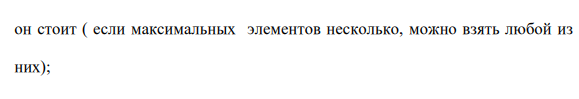 он стоит ( если максимальных элементов несколько, можно взять любой из
них);